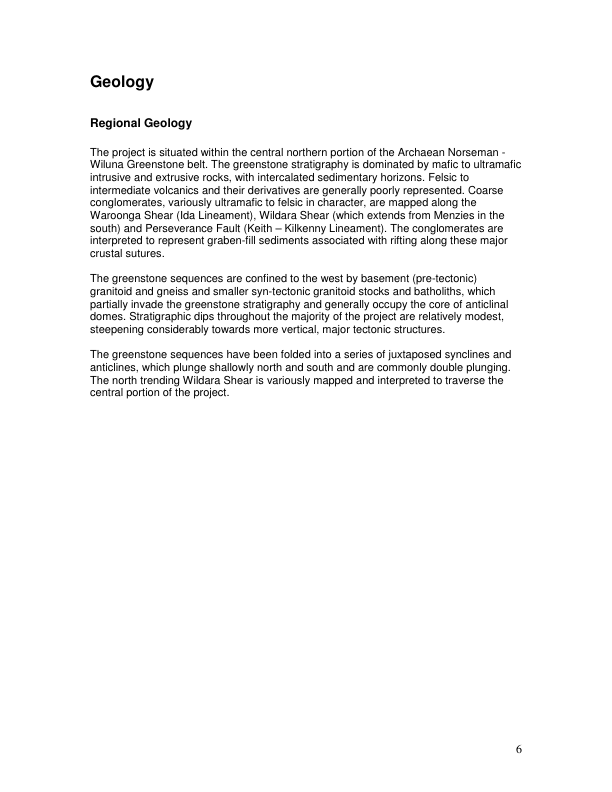 Geology
Regional Geology
The project is situated within the central northern portion of the Archaean Norseman -
Wiluna Greenstone belt. The greenstone stratigraphy is dominated by mafic to ultramafic
intrusive and extrusive rocks, with intercalated sedimentary horizons. Felsic to
intermediate volcanics and their derivatives are generally poorly represented. Coarse
conglomerates, variously ultramafic to felsic in character, are mapped along the
Waroonga Shear (Ida Lineament), Wildara Shear (which extends from Menzies in the
south) and Perseverance Fault (Keith – Kilkenny Lineament). The conglomerates are
interpreted to represent graben-fill sediments associated with rifting along these major
crustal sutures.
The greenstone sequences are confined to the west by basement (pre-tectonic)
granitoid and gneiss and smaller syn-tectonic granitoid stocks and batholiths, which
partially invade the greenstone stratigraphy and generally occupy the core of anticlinal
domes. Stratigraphic dips throughout the majority of the project are relatively modest,
steepening considerably towards more vertical, major tectonic structures.
The greenstone sequences have been folded into a series of juxtaposed synclines and
anticlines, which plunge shallowly north and south and are commonly double plunging.
The north trending Wildara Shear is variously mapped and interpreted to traverse the
central portion of the project.
6